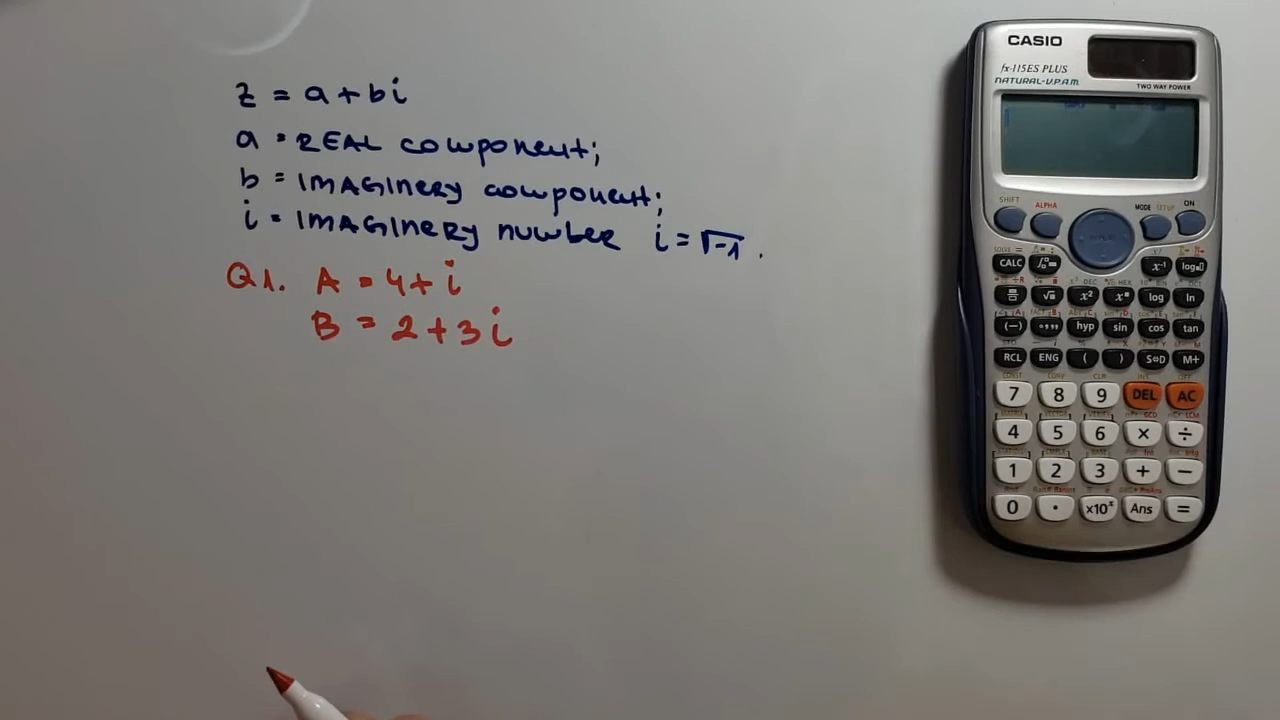 z = a + bi
a = REAL component;
b = IMAGINERY component;
i = IMAGINERY number i = √-1.
Q1. A = 4 + i
B = 2 + 3i
CASIO
fx-115ES PLUS
NATURAL-V.P.A.M.
TWO WAY POWER
SHIFT ALPHA MODE SETUP ON
CALC x⁻¹ log
√ x² log ln
(−) hyp sin cos tan
RCL ENG ( ) S⇔D M+
7 8 9 DEL AC
4 5 6 × ÷
1 2 3 + −
0 . ×10ˣ Ans =